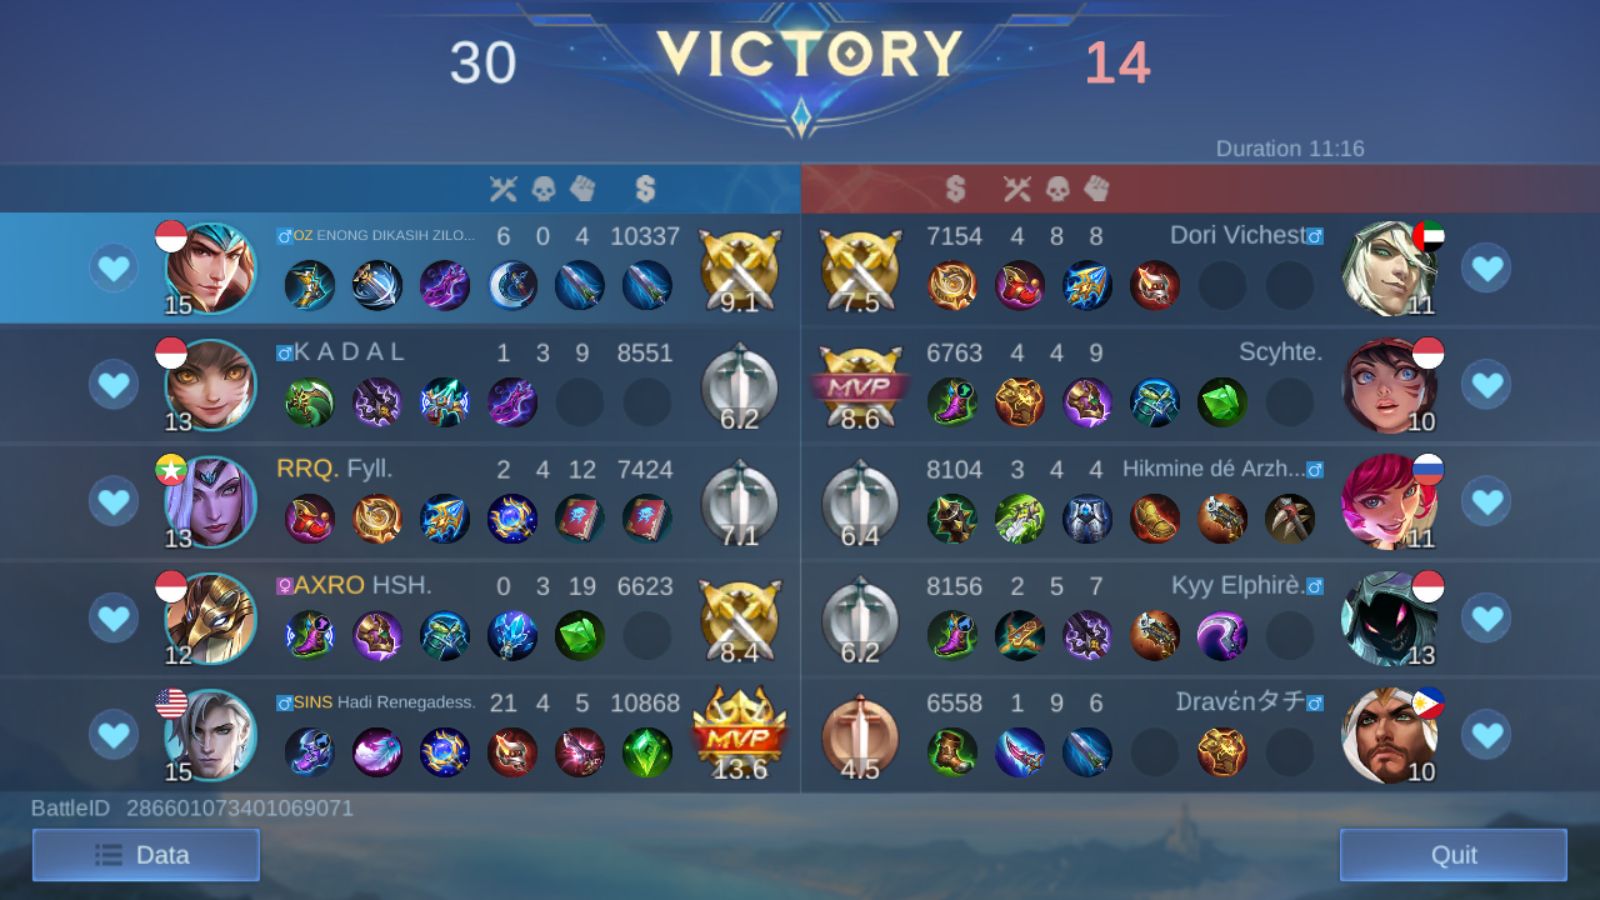 30 VICTORY 14
Duration 11:16
OZ ENONG DIKASIH ZILO... 6 0 4 10337
15 9.1
7154 4 8 8 Dori Vichest
7.5 11
K A D A L 1 3 9 8551
13 6.2
6763 4 4 9 Scyhte.
MVP
8.6 10
RRQ. Fyll. 2 4 12 7424
13 7.1
8104 3 4 4 Hikmine dé Arzh...
6.4 11
AXRO HSH. 0 3 19 6623
12 8.4
8156 2 5 7 Kyy Elphirè.
6.2 13
SINS Hadi Renegadess. 21 4 5 10868
MVP
15 13.6
6558 1 9 6 Dravέnタチ
4.5 10
BattleID 286601073401069071
Data Quit